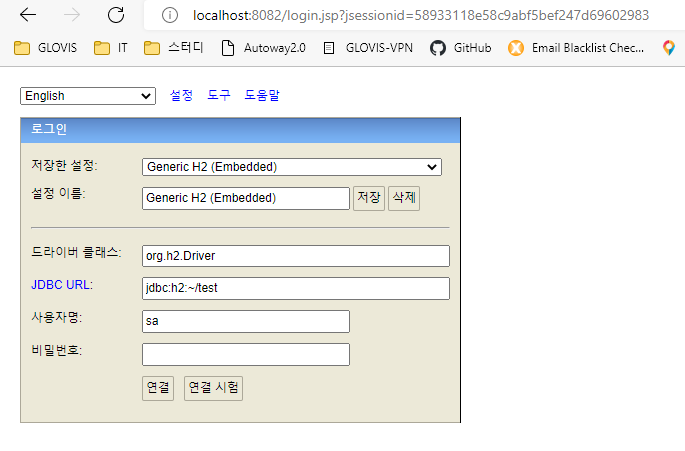 localhost:8082/login.jsp?jsessionid=58933118e58c9abf5bef247d69602983
GLOVIS IT 스터디 Autoway2.0 GLOVIS-VPN GitHub Email Blacklist Chec...
English 설정 도구 도움말
로그인
저장한 설정: Generic H2 (Embedded)
설정 이름: Generic H2 (Embedded) 저장 삭제
드라이버 클래스: org.h2.Driver
JDBC URL: jdbc:h2:~/test
사용자명: sa
비밀번호:
연결 연결 시험